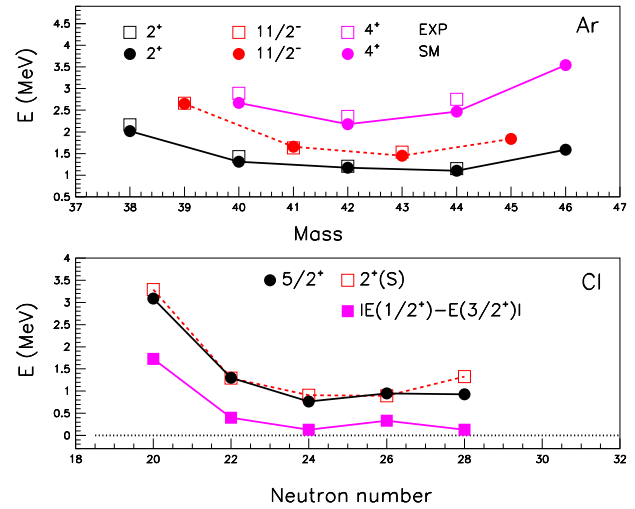 2⁺ 11/2⁻ 4⁺ EXP Ar
2⁺ 11/2⁻ 4⁺ SM
E (MeV)
4.5
4
3.5
3
2.5
2
1.5
1
0.5
37 38 39 40 41 42 43 44 45 46 47
Mass
5/2⁺ 2⁺(S) Cl
|E(1/2⁺)−E(3/2⁺)|
E (MeV)
4
3.5
3
2.5
2
1.5
1
0.5
0
18 20 22 24 26 28 30 32
Neutron number